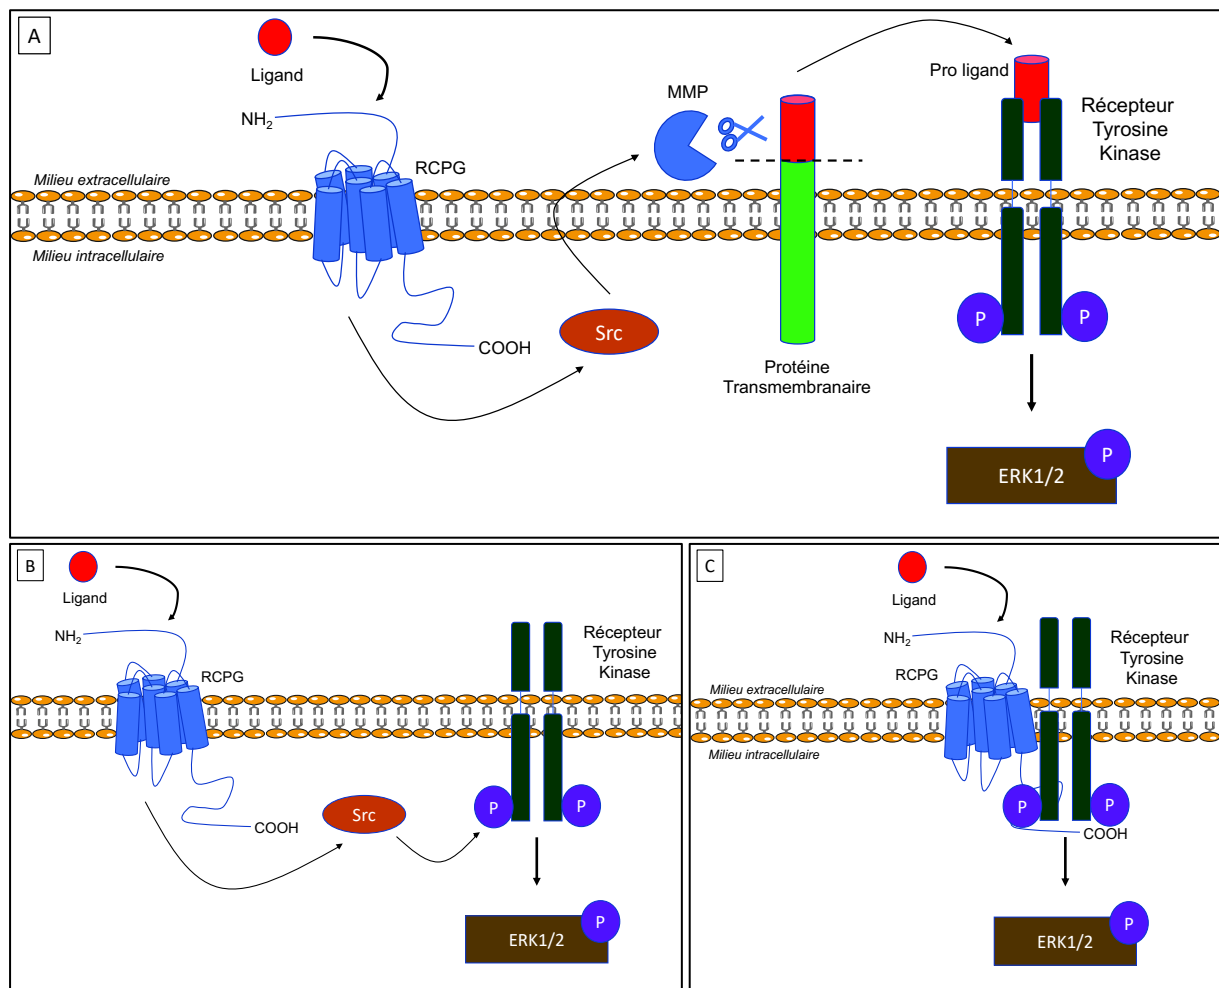 A
Ligand
NH2
RCPG
Milieu extracellulaire
Milieu intracellulaire
COOH
Src
MMP
Protéine
Transmembranaire
Pro ligand
Récepteur
Tyrosine
Kinase
P
P
P
ERK1/2
B
Ligand
NH2
RCPG
COOH
Src
Récepteur
Tyrosine
Kinase
P
P
P
ERK1/2
C
Ligand
NH2
RCPG
Milieu extracellulaire
Milieu intracellulaire
Récepteur
Tyrosine
Kinase
P
P
COOH
P
ERK1/2